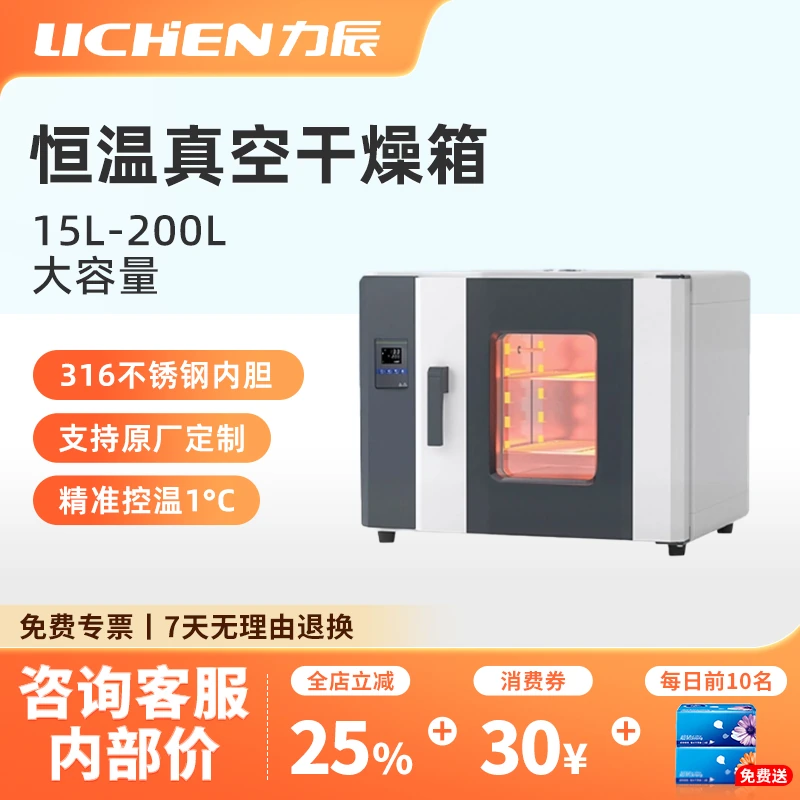 LICHEN力辰
恒温真空干燥箱
15L-200L
大容量
316不锈钢内胆
支持原厂定制
精准控温1°C
免费专票丨7天无理由退换
咨询客服
内部价
全店立减
25%
+
消费券
30¥
+
每日前10名
免费送